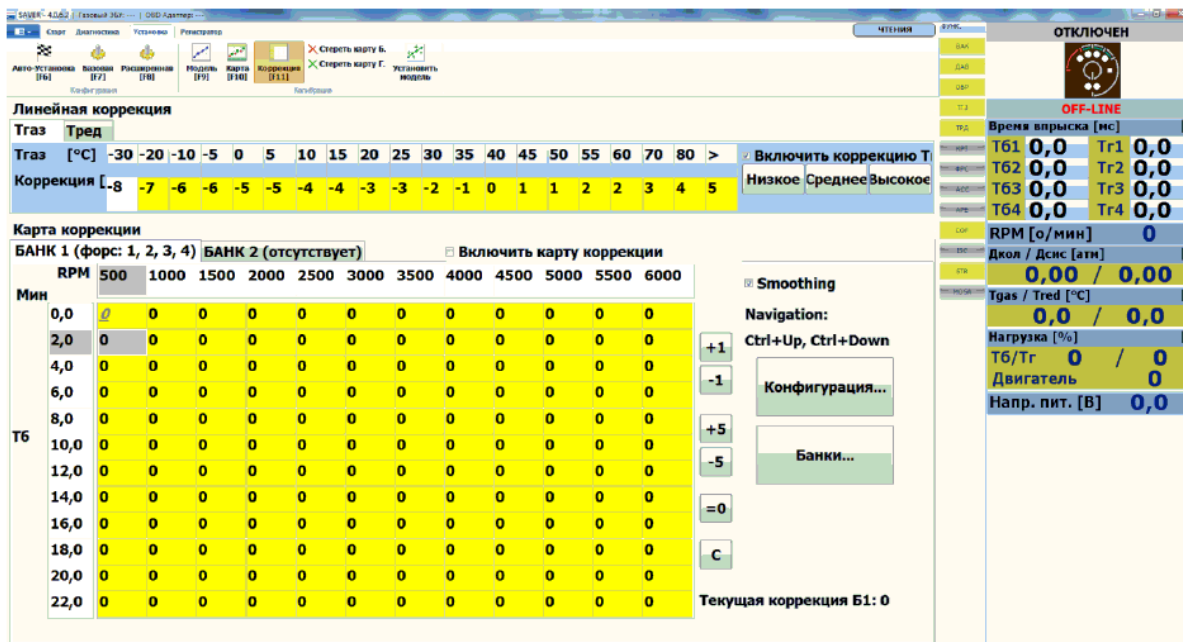 SAVER - 4.0.6.2 | Газовый ЭБУ: --- | OBD Адаптер: ---
Старт Диагностика Установка Регистратор
ЧТЕНИЯ
Авто-Установка [F6]
Базовая [F7]
Расширенная [F8]
Модель [F9]
Карта [F10]
Коррекция [F11]
Стереть карту Б.
Стереть карту Г.
Установить модель
Конфигурация
Калибрация
Линейная коррекция
Тгаз Тред
Тгаз [°C] -30 -20 -10 -5 0 5 10 15 20 25 30 35 40 45 50 55 60 70 80 >
Коррекция [ -8 -7 -6 -6 -5 -5 -4 -4 -3 -3 -2 -1 0 1 1 2 2 3 4 5
Включить коррекцию Т
Низкое Среднее Высокое
Карта коррекции
БАНК 1 (форс: 1, 2, 3, 4) БАНК 2 (отсутствует)
Включить карту коррекции
RPM 500 1000 1500 2000 2500 3000 3500 4000 4500 5000 5500 6000
Мин
0,0 0 0 0 0 0 0 0 0 0 0 0 0
2,0 0 0 0 0 0 0 0 0 0 0 0 0
4,0 0 0 0 0 0 0 0 0 0 0 0 0
6,0 0 0 0 0 0 0 0 0 0 0 0 0
8,0 0 0 0 0 0 0 0 0 0 0 0 0
Тб
10,0 0 0 0 0 0 0 0 0 0 0 0 0
12,0 0 0 0 0 0 0 0 0 0 0 0 0
14,0 0 0 0 0 0 0 0 0 0 0 0 0
16,0 0 0 0 0 0 0 0 0 0 0 0 0
18,0 0 0 0 0 0 0 0 0 0 0 0 0
20,0 0 0 0 0 0 0 0 0 0 0 0 0
22,0 0 0 0 0 0 0 0 0 0 0 0 0
+1
-1
+5
-5
=0
C
Smoothing
Navigation:
Ctrl+Up, Ctrl+Down
Конфигурация...
Банки...
Текущая коррекция Б1: 0
ОТКЛЮЧЕН
OFF-LINE
Время впрыска [мс]
Тб1 0,0 Тг1 0,0
Тб2 0,0 Тг2 0,0
Тб3 0,0 Тг3 0,0
Тб4 0,0 Тг4 0,0
RPM [о/мин] 0
Дкол / Дсис [атм]
0,00 / 0,00
Tgas / Tred [°C]
0,0 / 0,0
Нагрузка [%]
Тб/Тг 0 / 0
Двигатель 0
Напр. пит. [В] 0,0